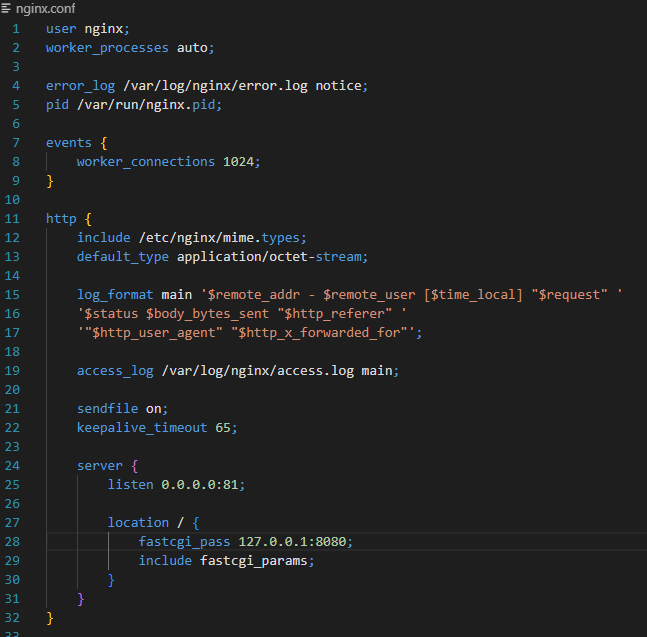 nginx.conf
1 user nginx;
2 worker_processes auto;
3
4 error_log /var/log/nginx/error.log notice;
5 pid /var/run/nginx.pid;
6
7 events {
8     worker_connections 1024;
9 }
10
11 http {
12     include /etc/nginx/mime.types;
13     default_type application/octet-stream;
14
15     log_format main '$remote_addr - $remote_user [$time_local] "$request" '
16     '$status $body_bytes_sent "$http_referer" '
17     '"$http_user_agent" "$http_x_forwarded_for"';
18
19     access_log /var/log/nginx/access.log main;
20
21     sendfile on;
22     keepalive_timeout 65;
23
24     server {
25         listen 0.0.0.0:81;
26
27         location / {
28             fastcgi_pass 127.0.0.1:8080;
29             include fastcgi_params;
30         }
31     }
32 }
33